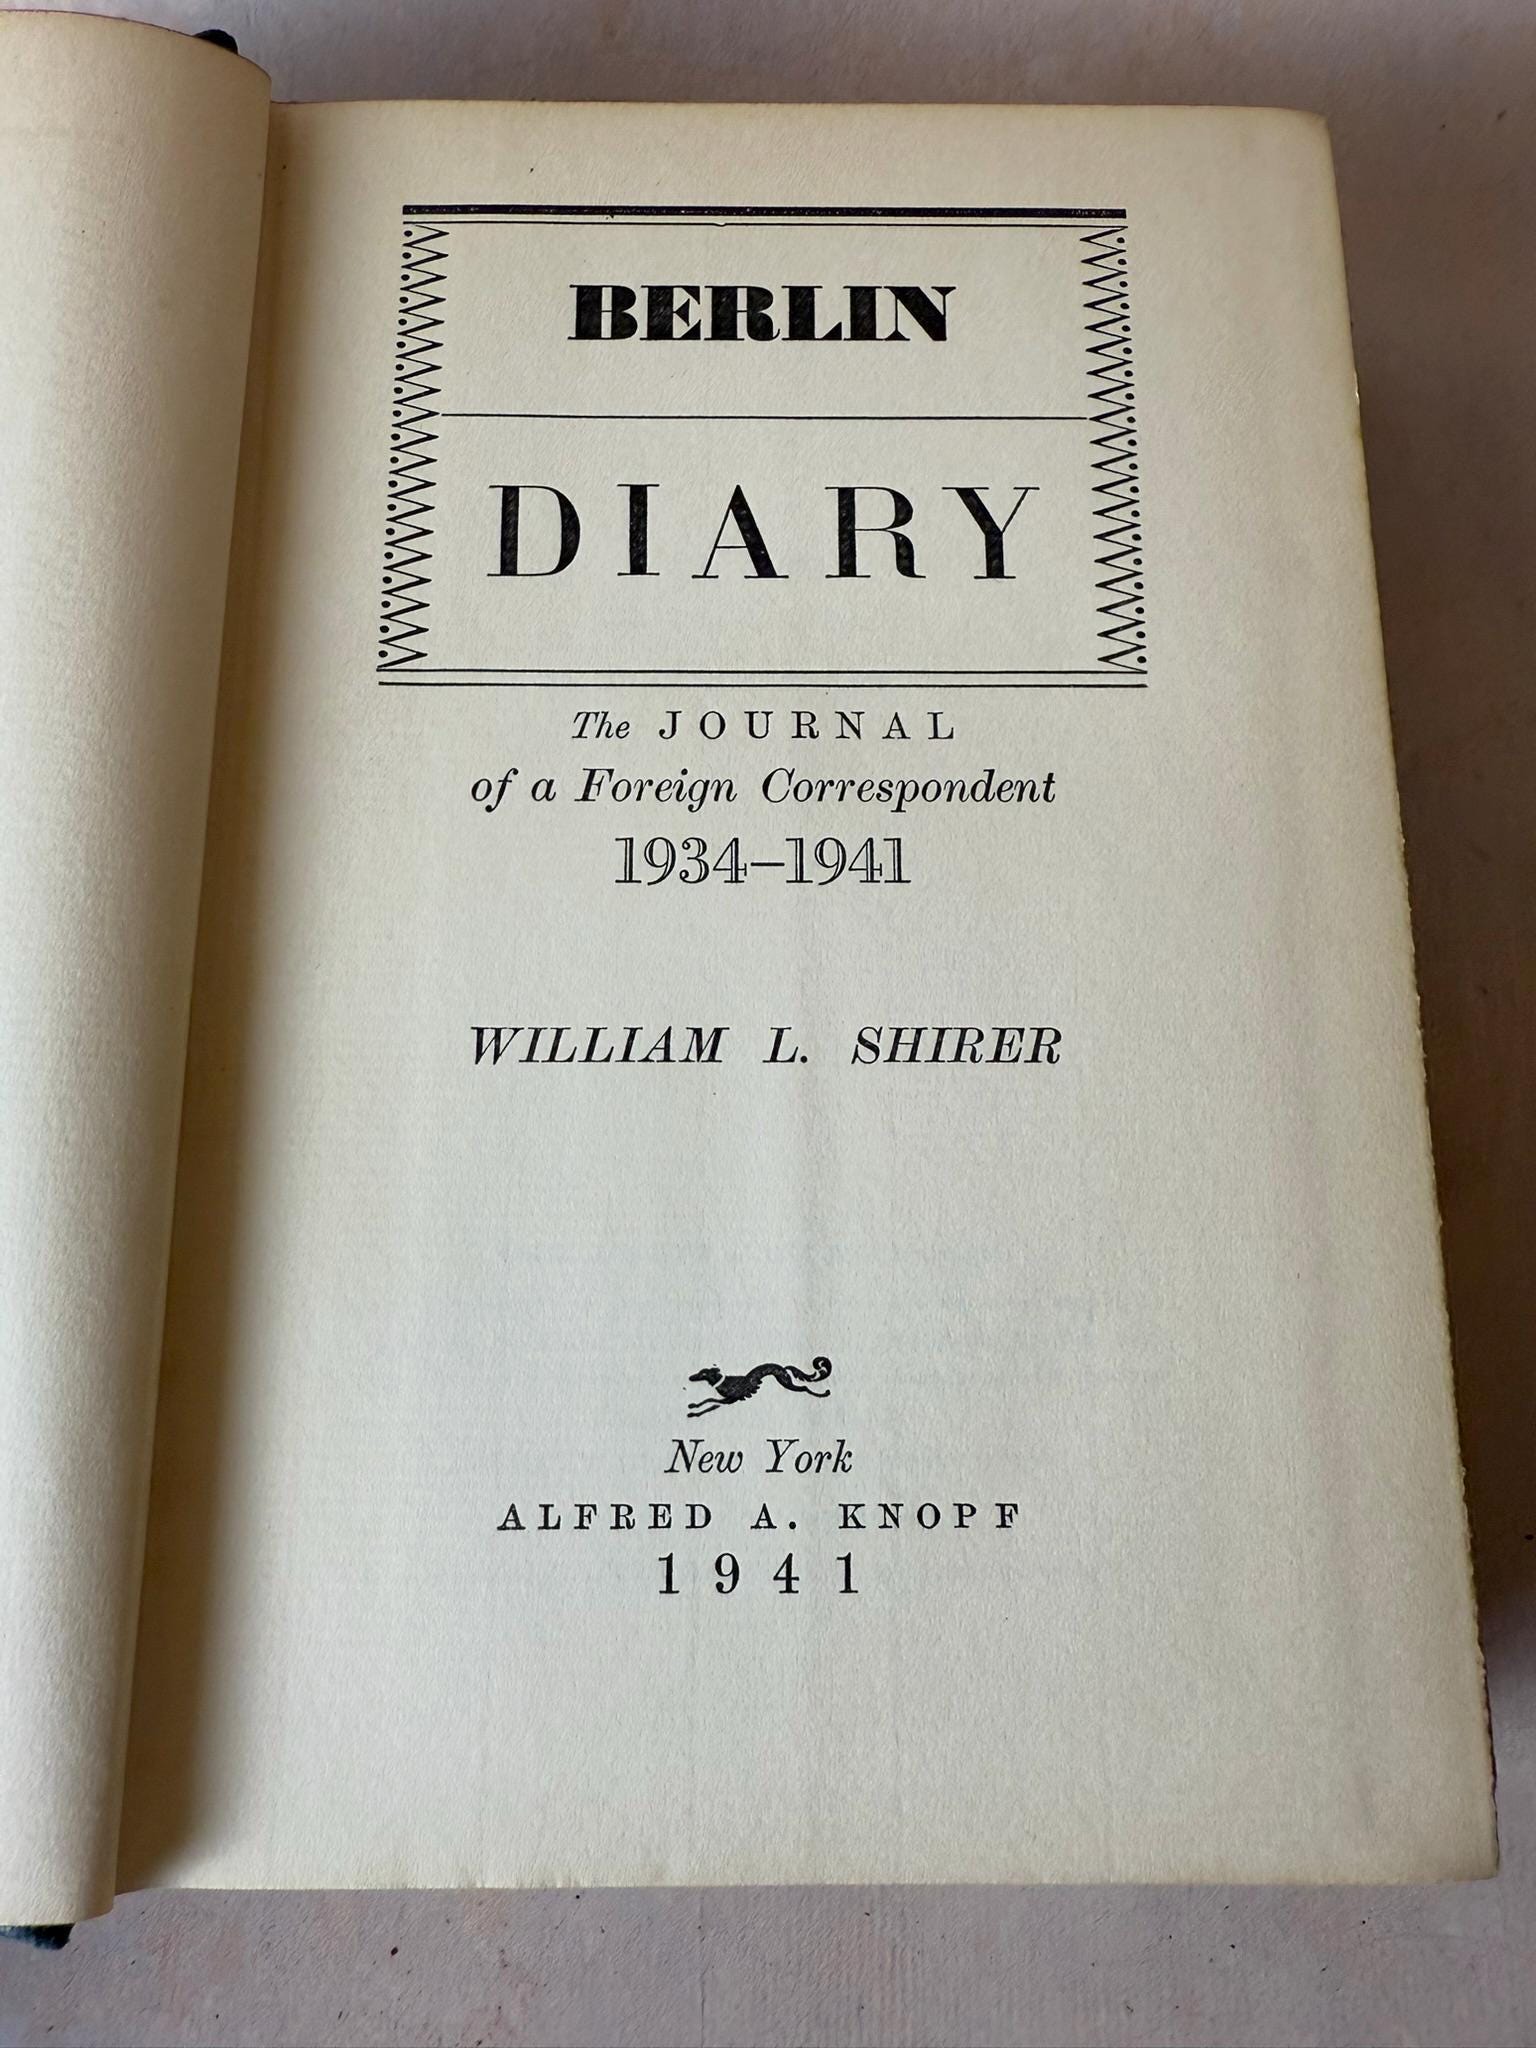 BERLIN
DIARY
The JOURNAL
of a Foreign Correspondent
1934–1941
WILLIAM L. SHIRER
New York
ALFRED A. KNOPF
1941